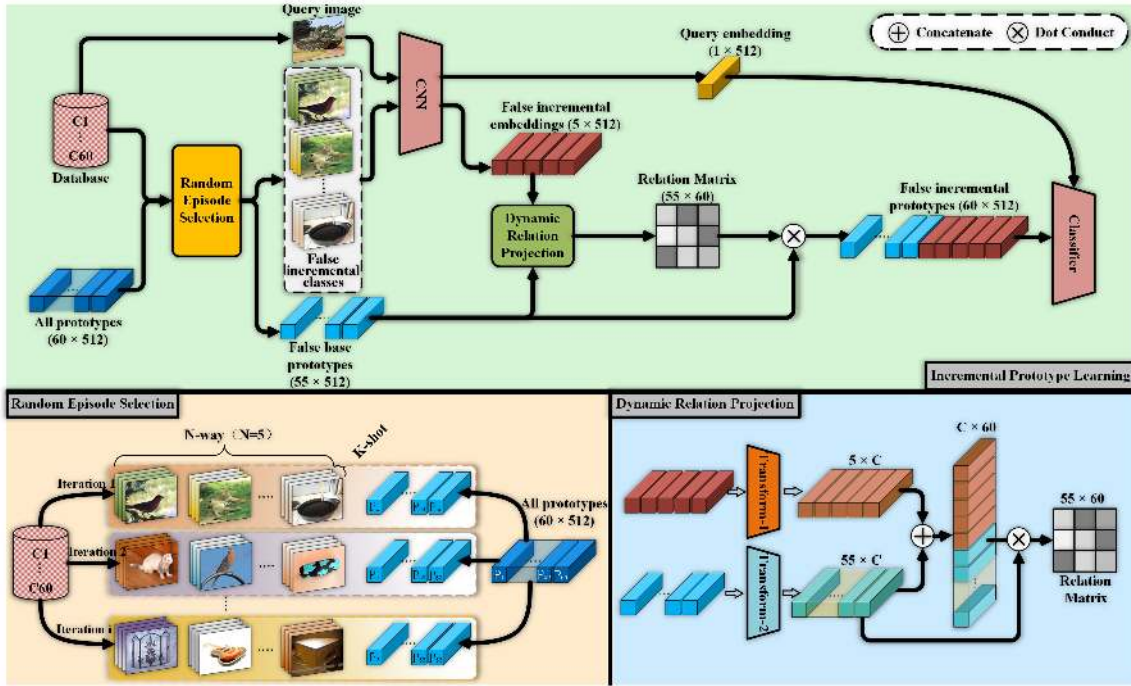 Query image
Query embedding
(1 × 512)
Concatenate
Dot Conduct
CNN
C1
C60
Database
Random
Episode
Selection
False incremental
embeddings (5 × 512)
Relation Matrix
(55 × 60)
False incremental
prototypes (60 × 512)
Dynamic
Relation
Projection
Classifier
False
incremental
classes
All prototypes
(60 × 512)
False base
prototypes
(55 × 512)
Incremental Prototype Learning
Random Episode Selection
N-way (N=5)
K-shot
Iteration 1
All prototypes
(60 × 512)
C1
C60
Iteration 2
Iteration i
Dynamic Relation Projection
C × 60
Transform-1
5 × C
55 × 60
Transform-2
55 × C
Relation
Matrix